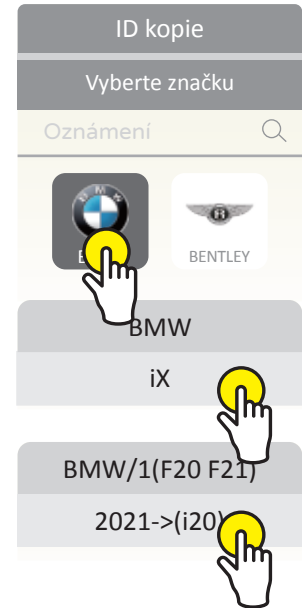 ID kopie
Vyberte značku
Oznámení
BENTLEY
BMW
iX
BMW/1(F20 F21)
2021->(i20)